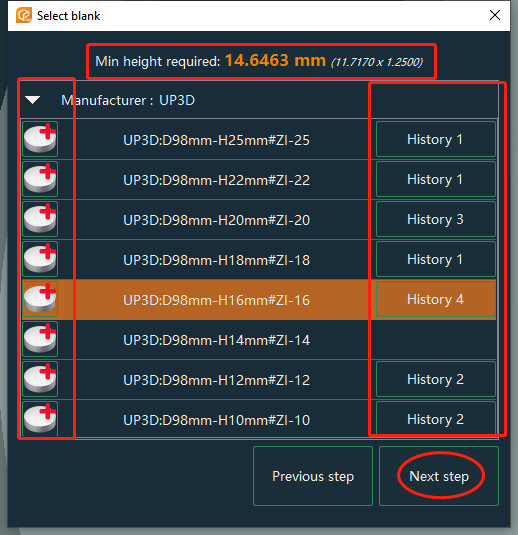 Select blank
Min height required: 14.6463 mm (11.7170 x 1.2500)
Manufacturer : UP3D
UP3D:D98mm-H25mm#ZI-25 History 1
UP3D:D98mm-H22mm#ZI-22 History 1
UP3D:D98mm-H20mm#ZI-20 History 3
UP3D:D98mm-H18mm#ZI-18 History 1
UP3D:D98mm-H16mm#ZI-16 History 4
UP3D:D98mm-H14mm#ZI-14
UP3D:D98mm-H12mm#ZI-12 History 2
UP3D:D98mm-H10mm#ZI-10 History 2
Previous step Next step